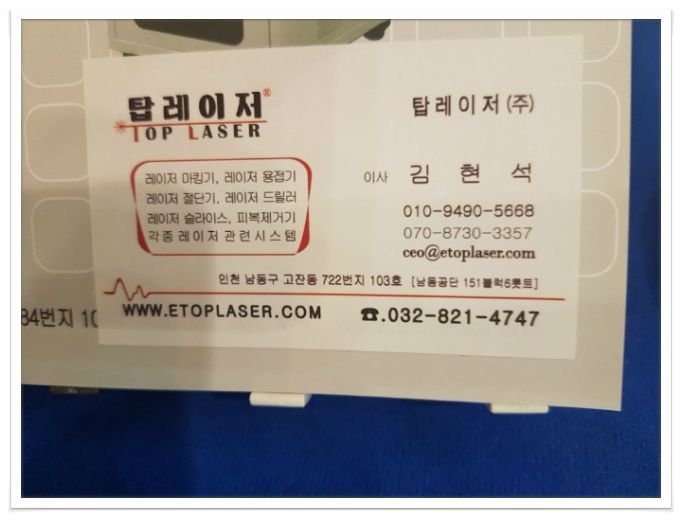 탑레이저®
TOP LASER
탑레이저(주)
레이저 마킹기, 레이저 용접기
레이저 절단기, 레이저 드릴러
레이저 슬라이스, 피복제거기
각종 레이저 관련시스템
이사 김 현 석
010-9490-5668
070-8730-3357
ceo@etoplaser.com
인천 남동구 고잔동 722번지 103호 [남동공단 151블럭6롯트]
WWW.ETOPLASER.COM ☎.032-821-4747
84번지 10